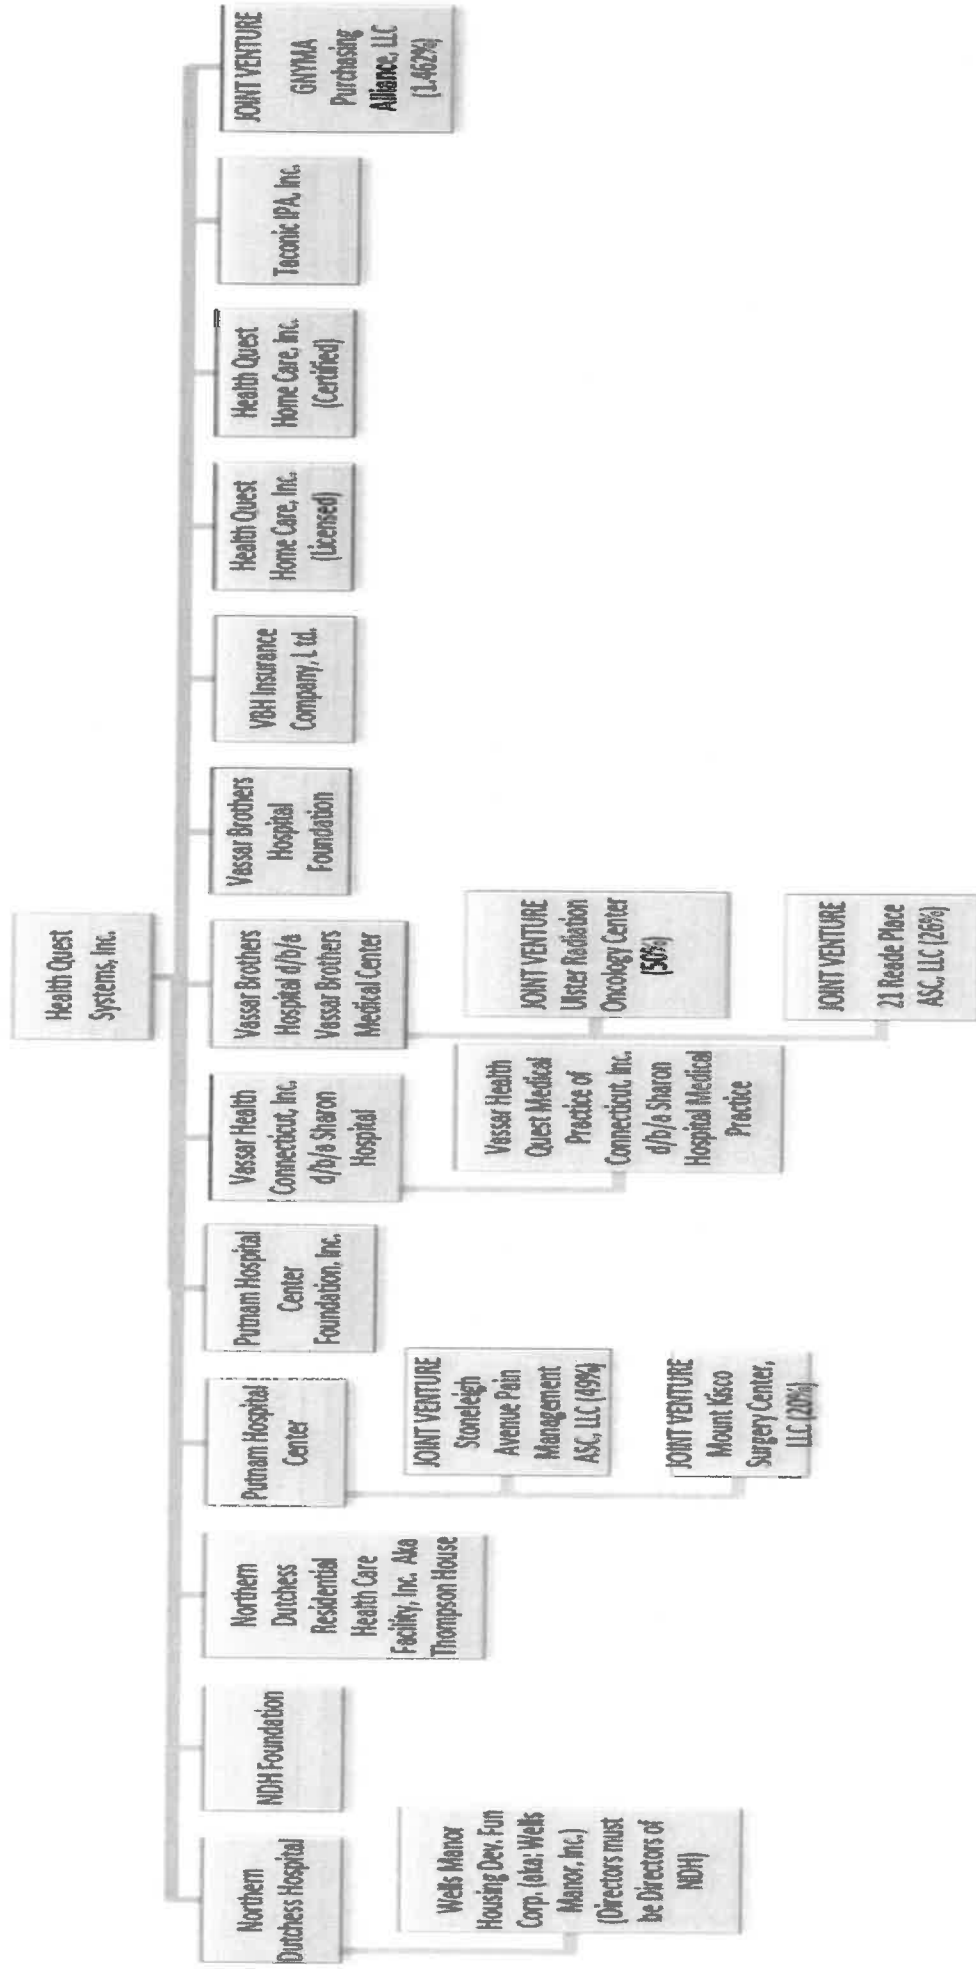 Health Quest
Systems, Inc.
Northern
Dutchess Hospital
NDH Foundation
Northern
Dutchess
Residential
Health Care
Facility, Inc. Aka
Thompson House
Putnam Hospital
Center
Putnam Hospital
Center
Foundation, Inc.
Vassar Health
Connecticut, Inc.
d/b/a Sharon
Hospital
Vassar Brothers
Hospital d/b/a
Vassar Brothers
Medical Center
Vassar Brothers
Hospital
Foundation
VBH Insurance
Company, L td.
Health Quest
Home Care, Inc.
(Licensed)
Health Quest
Home Care, Inc.
(Certified)
Taconic IPA, Inc.
JOINT VENTURE
GNYMA
Purchasing
Alliance, LLC
(1.462%)
Wells Manor
Housing Dev. Fun
Corp. (aka: Wells
Manor, Inc.)
(Directors must
be Directors of
NDH)
JOINT VENTURE
Stoneleigh
Avenue Pain
Management
ASC, LLC (49%)
JOINT VENTURE
Mount Kisco
Surgery Center,
LLC (20%)
Vassar Health
Quest Medical
Practice of
Connecticut, Inc.
d/b/a Sharon
Hospital Medical
Practice
JOINT VENTURE
Ulster Radiation
Oncology Center
(50%)
JOINT VENTURE
21 Reade Place
ASC, LLC (26%)